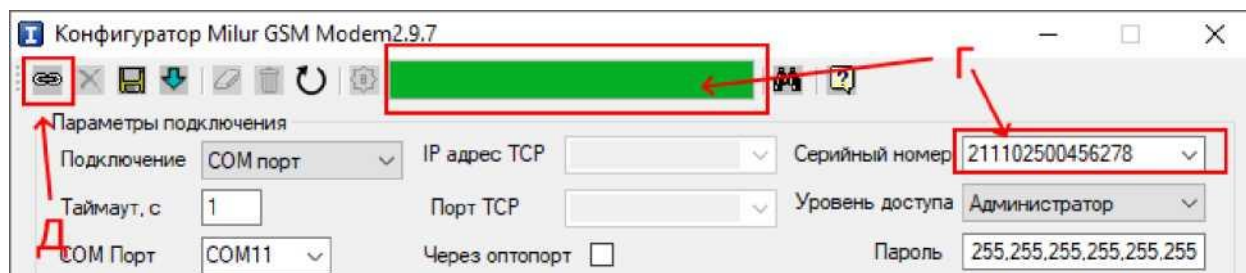 Конфигуратор Milur GSM Modem2.9.7
Г
Параметры подключения
Подключение COM порт IP адрес TCP Серийный номер 211102500456278
Таймаут, с 1 Порт TCP Уровень доступа Администратор
Д
COM Порт COM11 Через оптопорт Пароль 255,255,255,255,255,255